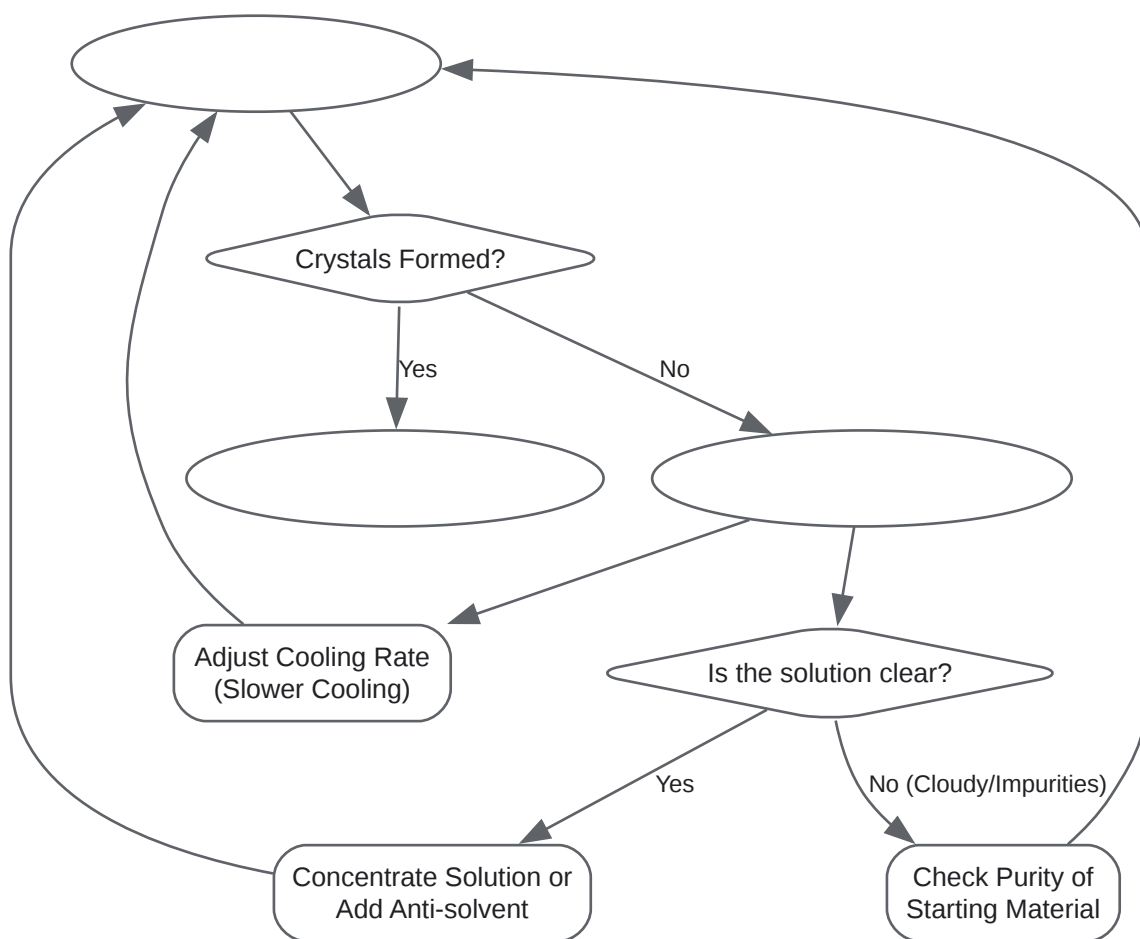 Crystals Formed?
Yes
No
Adjust Cooling Rate
(Slower Cooling)
Is the solution clear?
Yes
No (Cloudy/Impurities)
Concentrate Solution or
Add Anti-solvent
Check Purity of
Starting Material